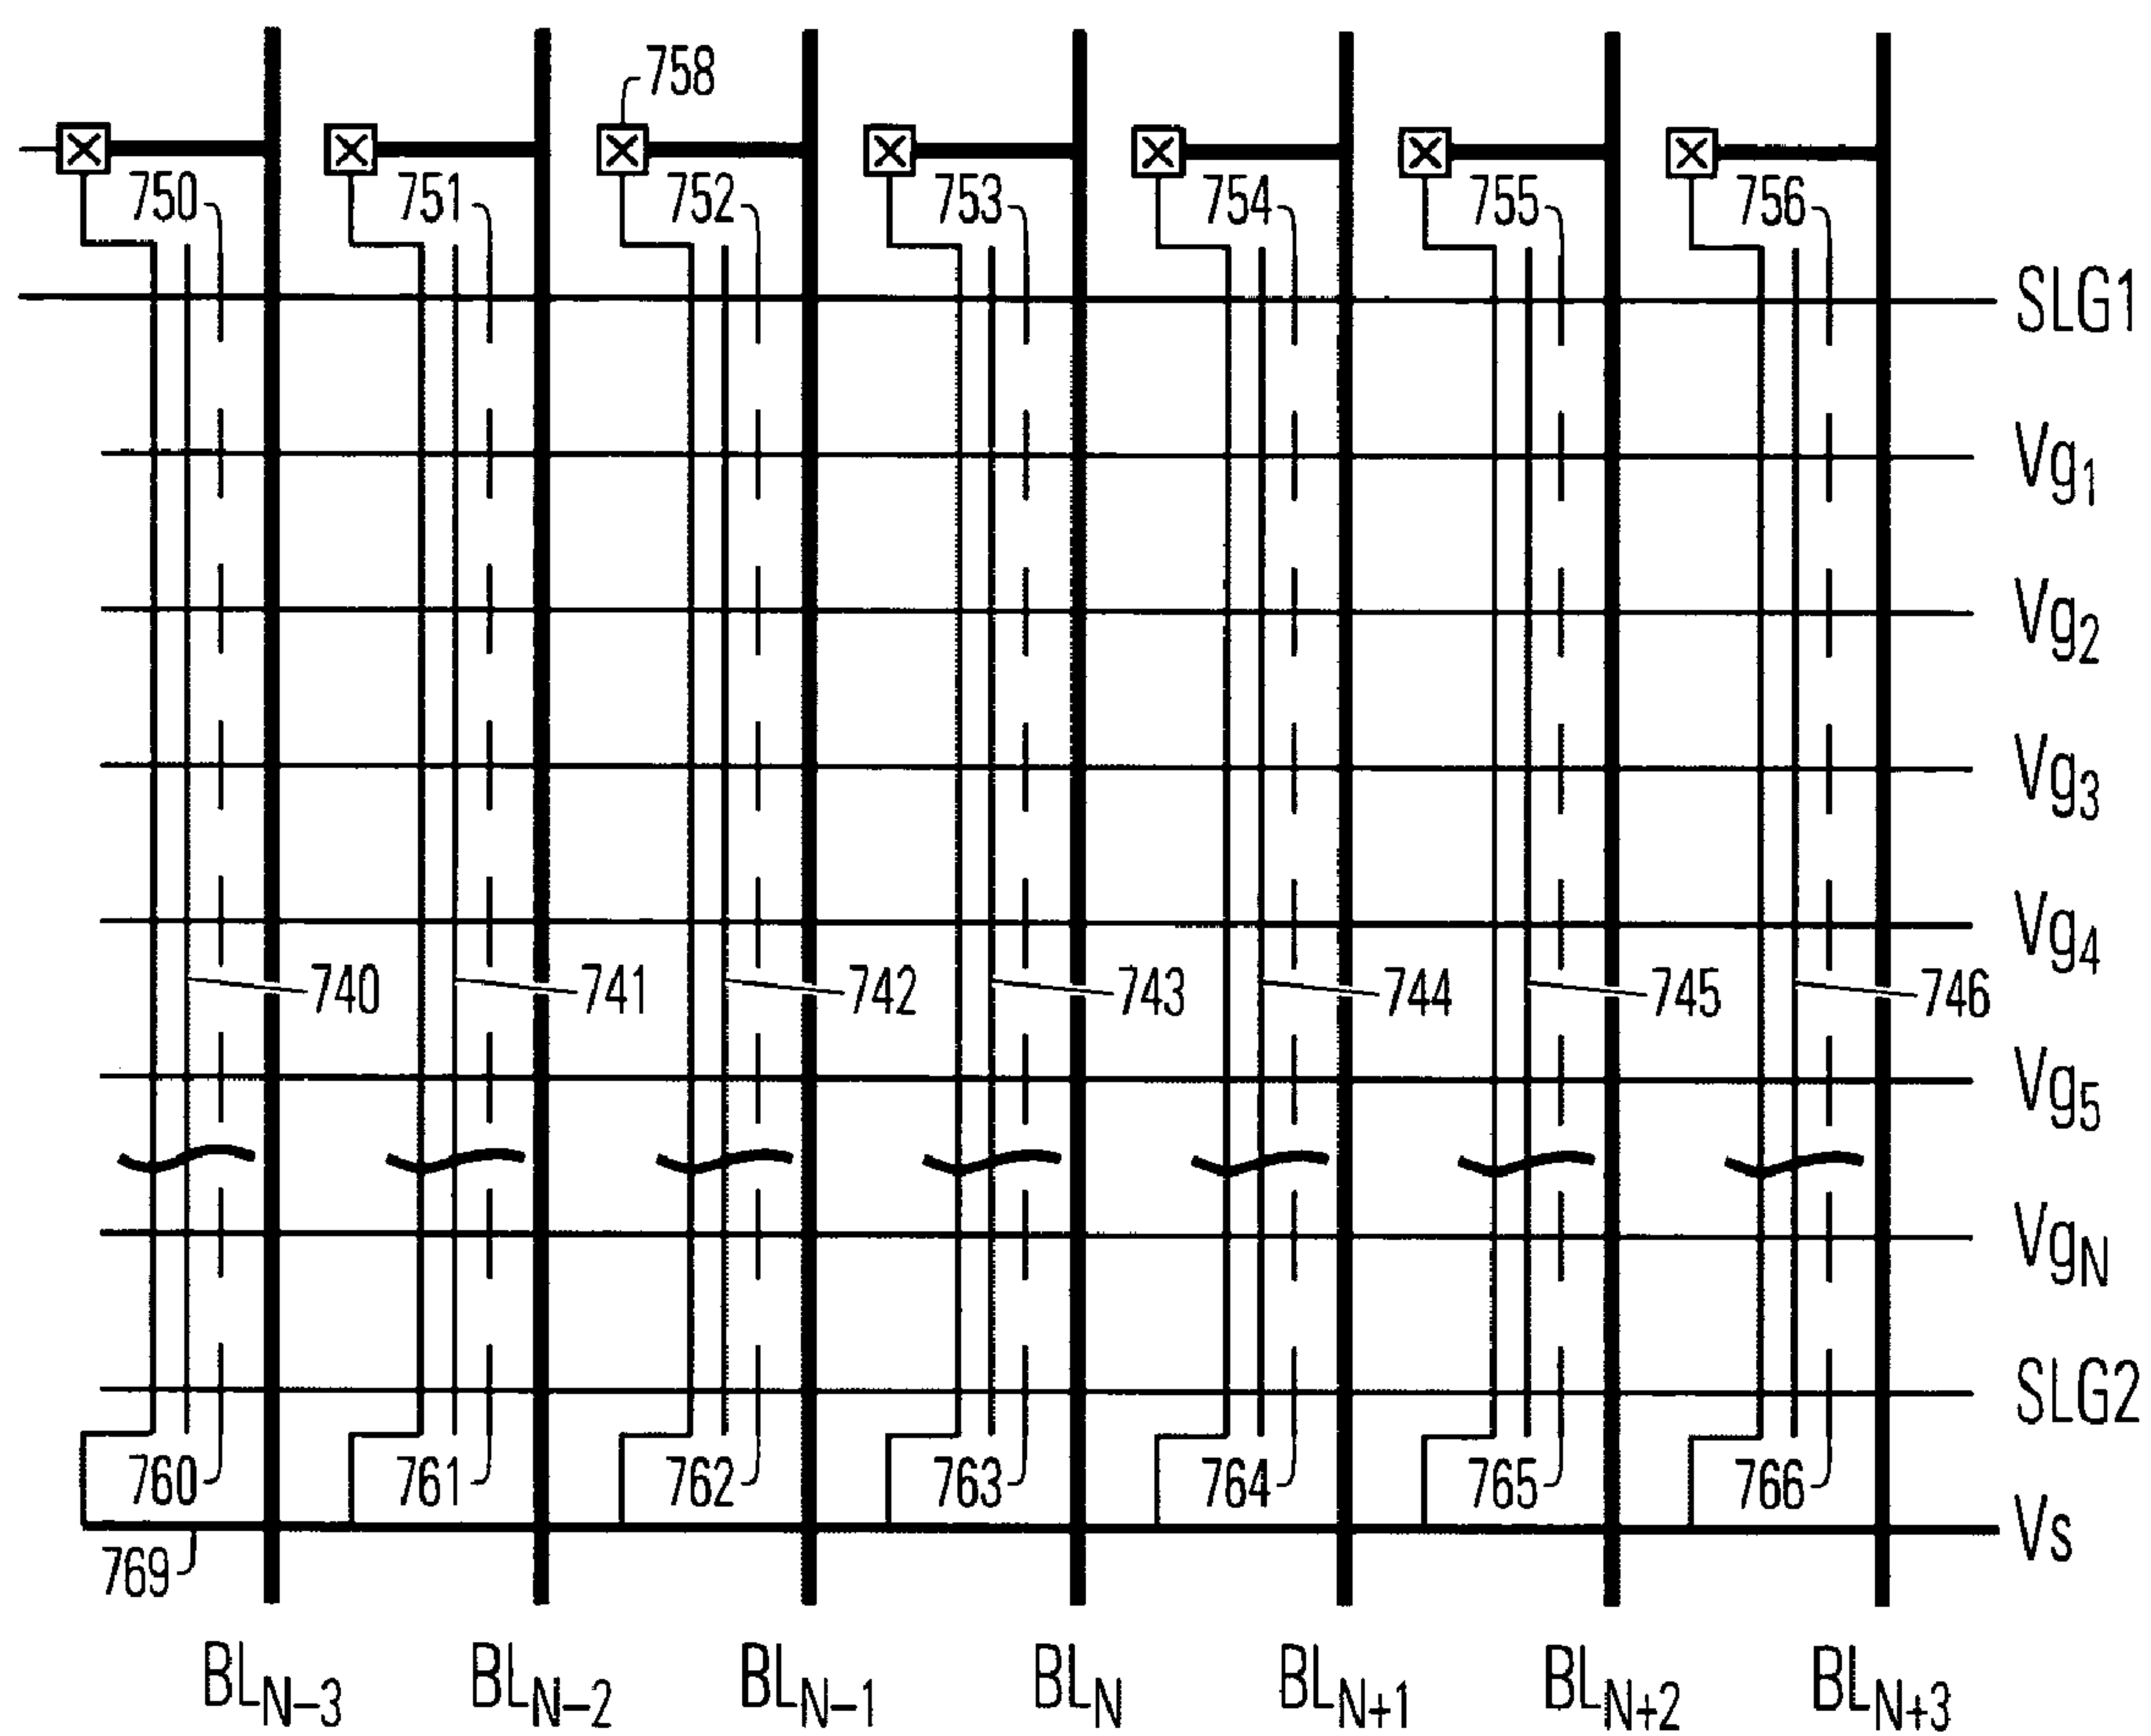 758
750 751 752 753 754 755 756
SLG1
Vg1
Vg2
Vg3
Vg4
740 741 742 743 744 745 746
Vg5
VgN
SLG2
760 761 762 763 764 765 766
Vs
769
BLN−3 BLN−2 BLN−1 BLN BLN+1 BLN+2 BLN+3